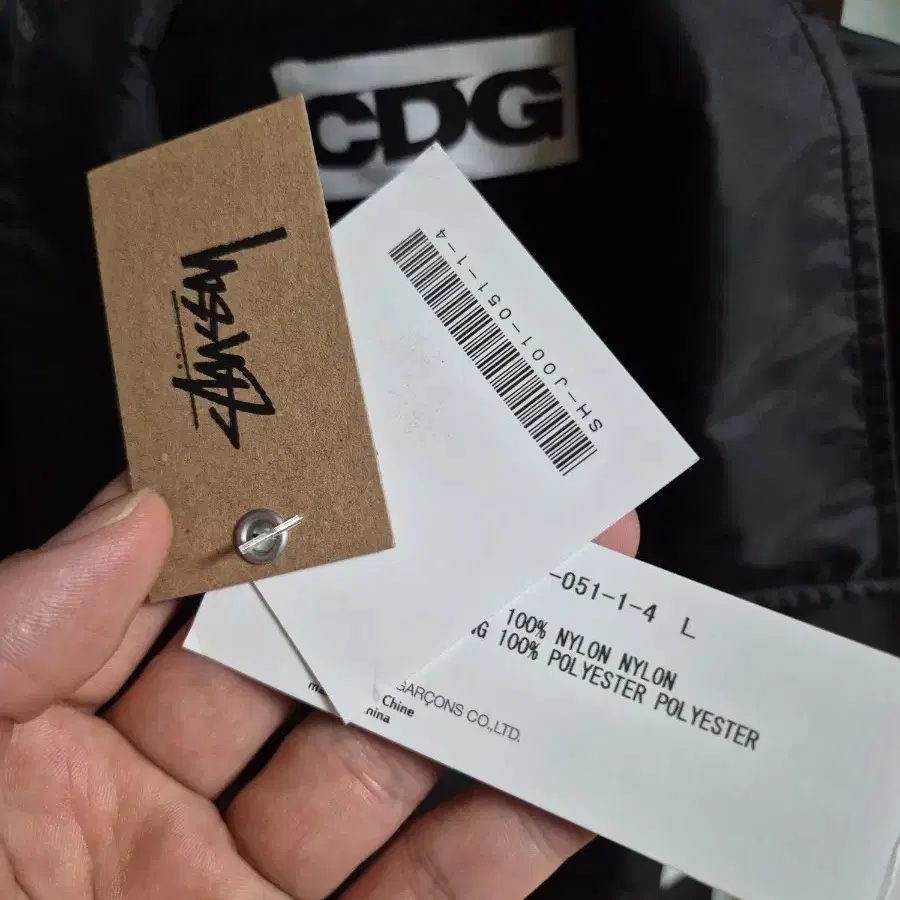 CDG
Stüssy
SH-J001-051-1-4
-051-1-4 L
100% NYLON NYLON
100% POLYESTER POLYESTER
GARÇONS CO.,LTD.
Chine